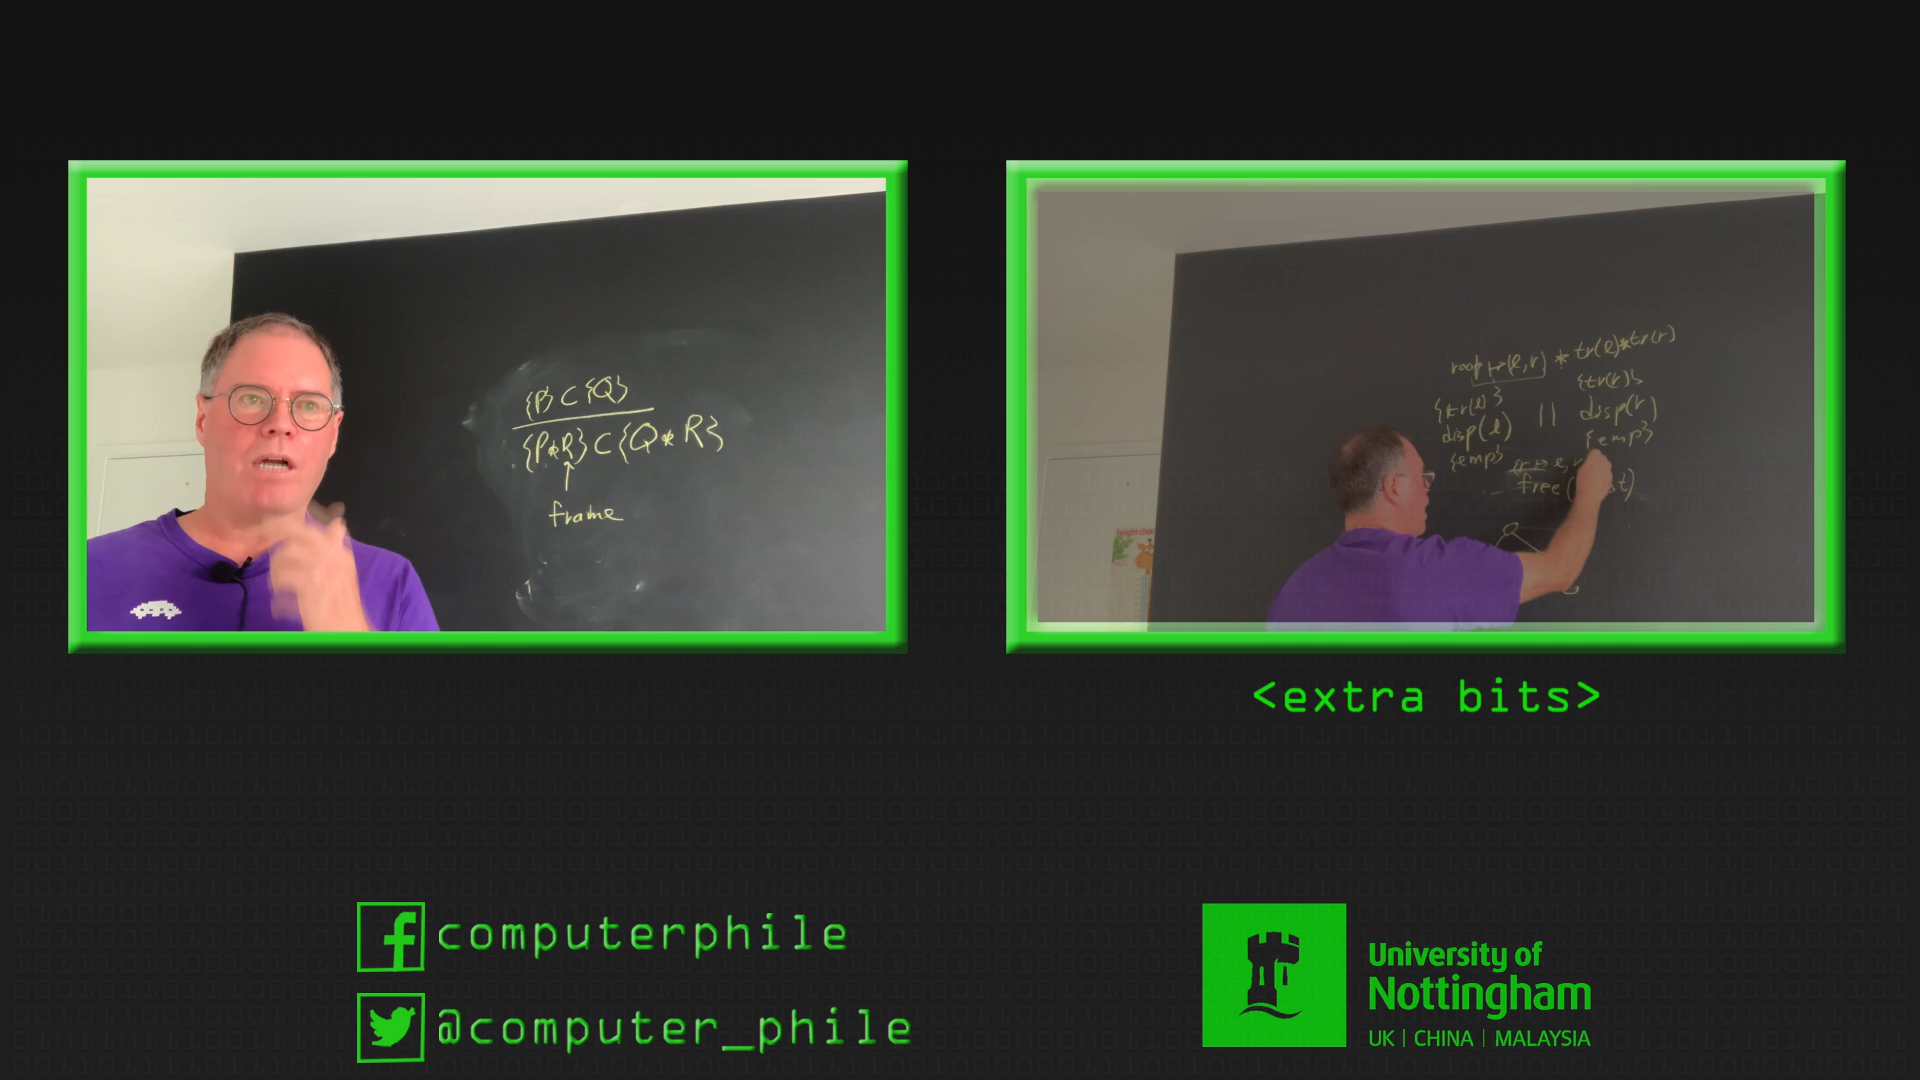 {P} C {Q}
{P * R} C {Q * R}
frame
root ↦ (l,r) * tr(l) * tr(r)
{tr(l)}
disp(l)
{emp}
||
{tr(r)}
disp(r)
{emp}
free(
t)
<extra bits>
computerphile
@computer_phile
University of
Nottingham
UK | CHINA | MALAYSIA